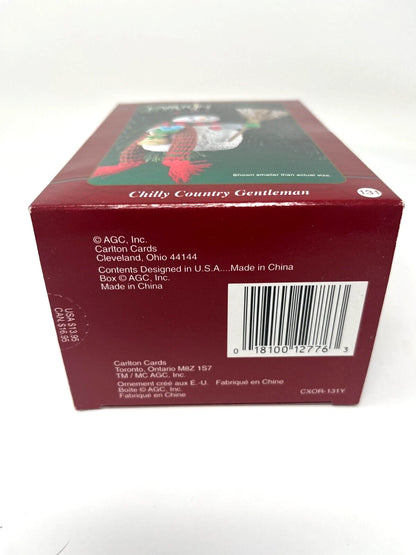 Shown smaller than actual size.
Chilly Country Gentleman
131
© AGC, Inc.
Carlton Cards
Cleveland, Ohio 44144
Contents Designed in U.S.A....Made in China
Box © AGC, Inc.
Made in China
USA $13.95
CAN $16.95
0 18100 12776 3
Carlton Cards
Toronto, Ontario M8Z 1S7
TM / MC AGC, Inc.
Ornement créé aux É.-U. Fabriqué en Chine
Boîte © AGC, Inc.
Fabriqué en Chine
CXOR-131Y